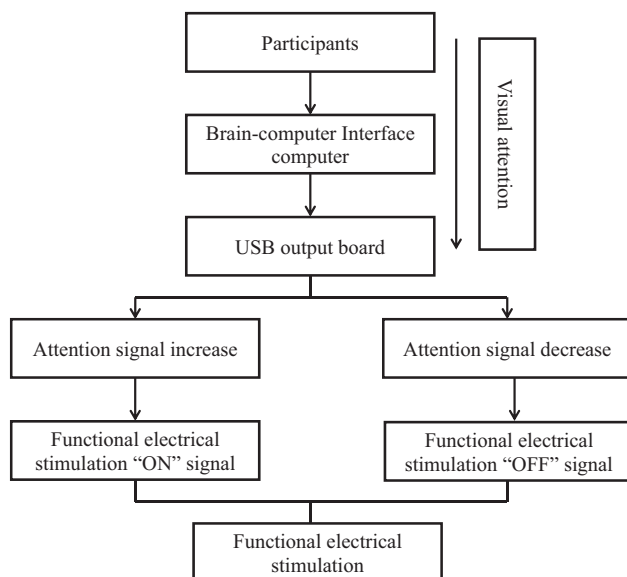 Participants
Visual attention
Brain-computer Interface
computer
USB output board
Attention signal increase
Attention signal decrease
Functional electrical
stimulation “ON” signal
Functional electrical
stimulation “OFF” signal
Functional electrical
stimulation